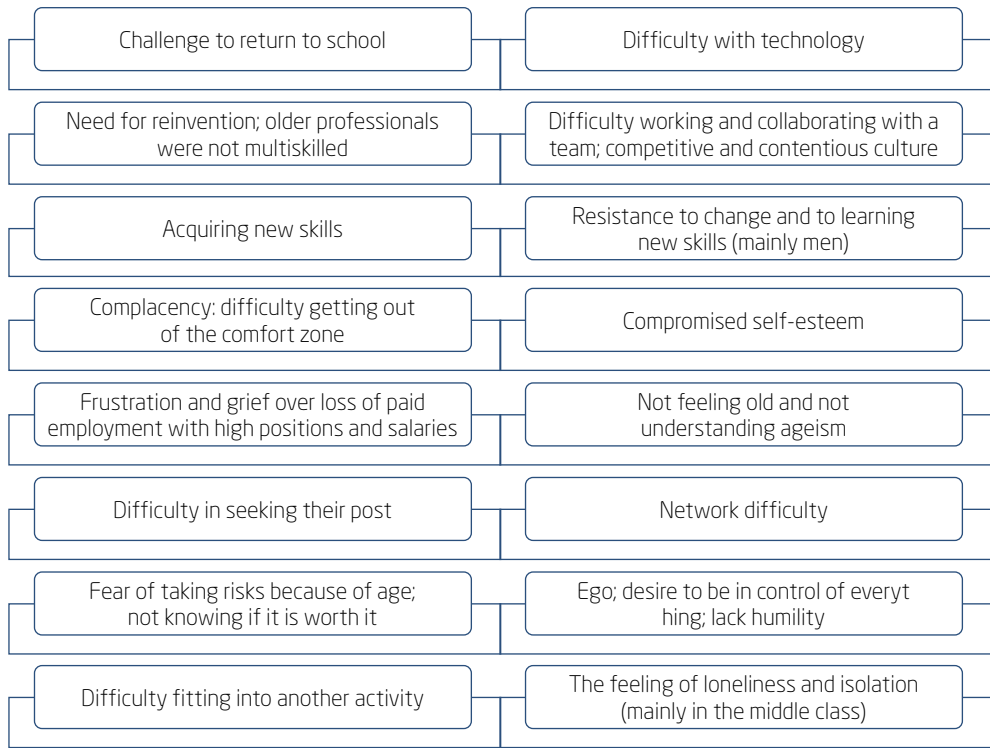 Challenge to return to school
Difficulty with technology
Need for reinvention; older professionals
were not multiskilled
Difficulty working and collaborating with a
team; competitive and contentious culture
Acquiring new skills
Resistance to change and to learning
new skills (mainly men)
Complacency: difficulty getting out
of the comfort zone
Compromised self-esteem
Frustration and grief over loss of paid
employment with high positions and salaries
Not feeling old and not
understanding ageism
Difficulty in seeking their post
Network difficulty
Fear of taking risks because of age;
not knowing if it is worth it
Ego; desire to be in control of everyt
hing; lack humility
Difficulty fitting into another activity
The feeling of loneliness and isolation
(mainly in the middle class)